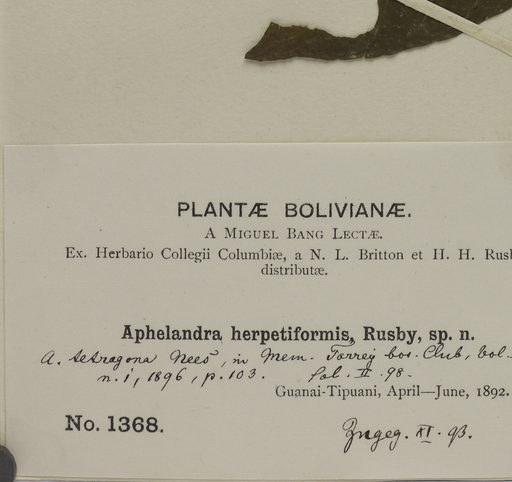 PLANTÆ BOLIVIANÆ.
A MIGUEL BANG LECTÆ.
Ex. Herbario Collegii Columbiæ, a N. L. Britton et H. H. Rusb
distributæ.
Aphelandra herpetiformis, Rusby, sp. n.
A. tetragona Nees, in Mem. Torrey bot. Club, vol.
n. 1, 1896, p. 103. Sol. II. 98.
Guanai-Tipuani, April—June, 1892.
No. 1368.
XI. 93.